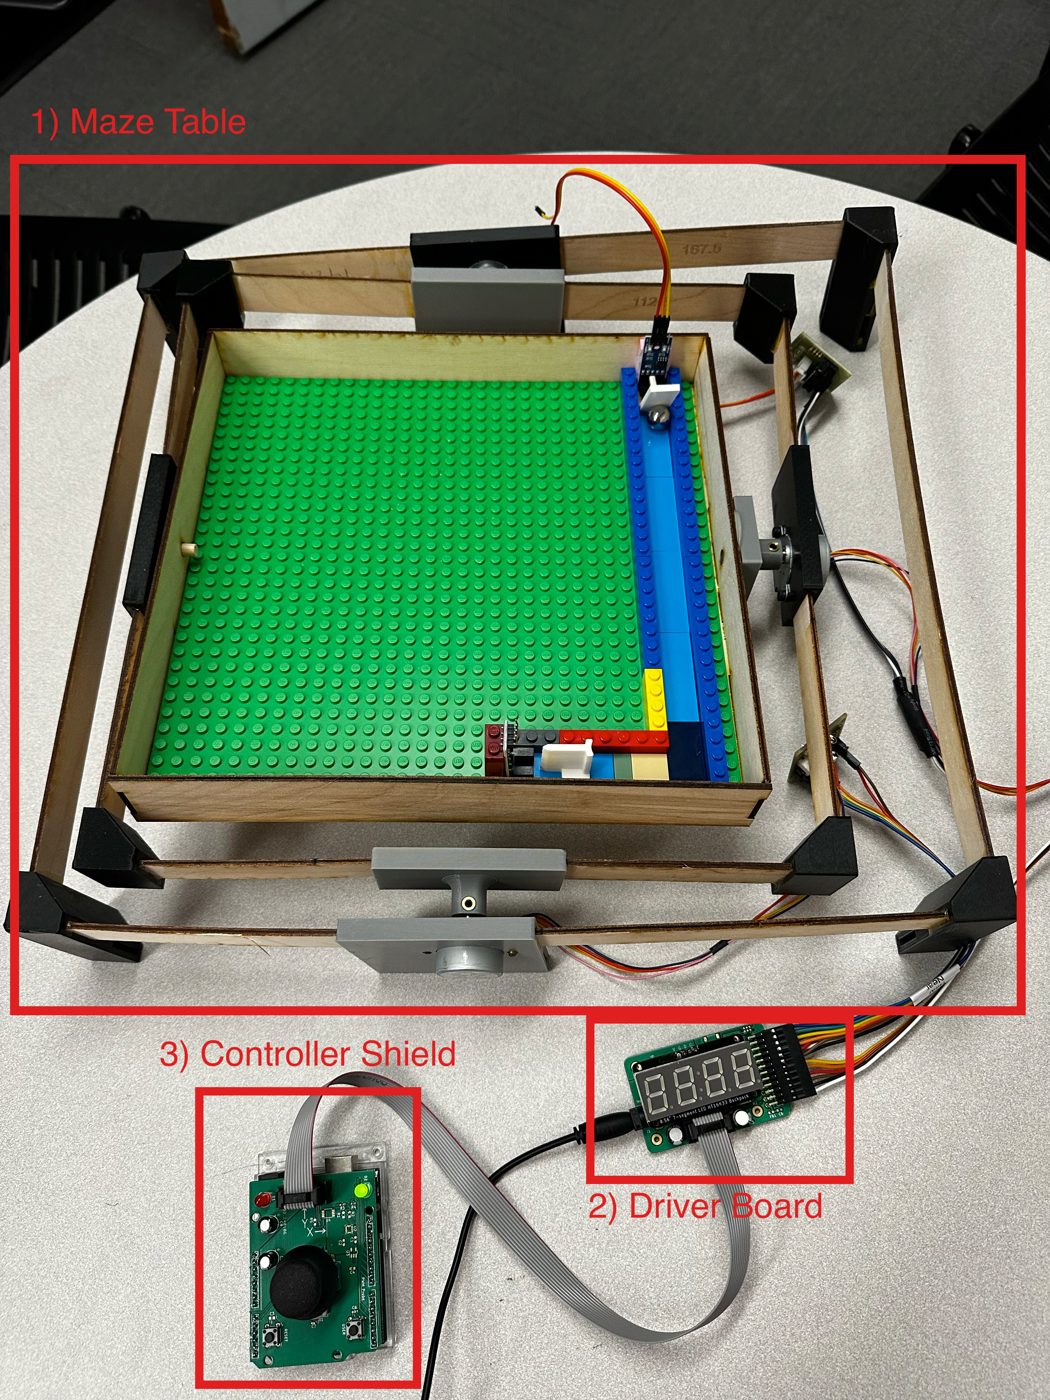 1) Maze Table
167.5
112
3) Controller Shield
2) Driver Board
X